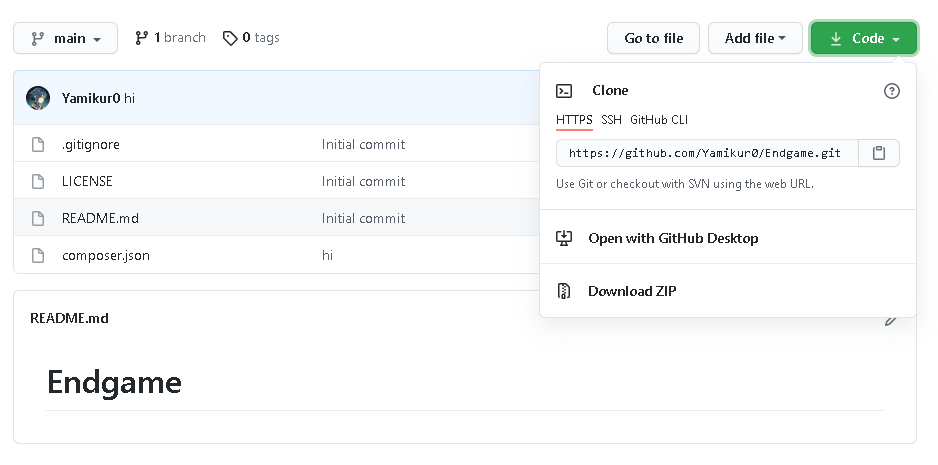 main 1 branch 0 tags Go to file Add file Code
Yamikur0 hi
.gitignore Initial commit
LICENSE Initial commit
README.md Initial commit
composer.json hi
Clone
HTTPS SSH GitHub CLI
https://github.com/Yamikur0/Endgame.git
Use Git or checkout with SVN using the web URL.
Open with GitHub Desktop
Download ZIP
README.md
Endgame